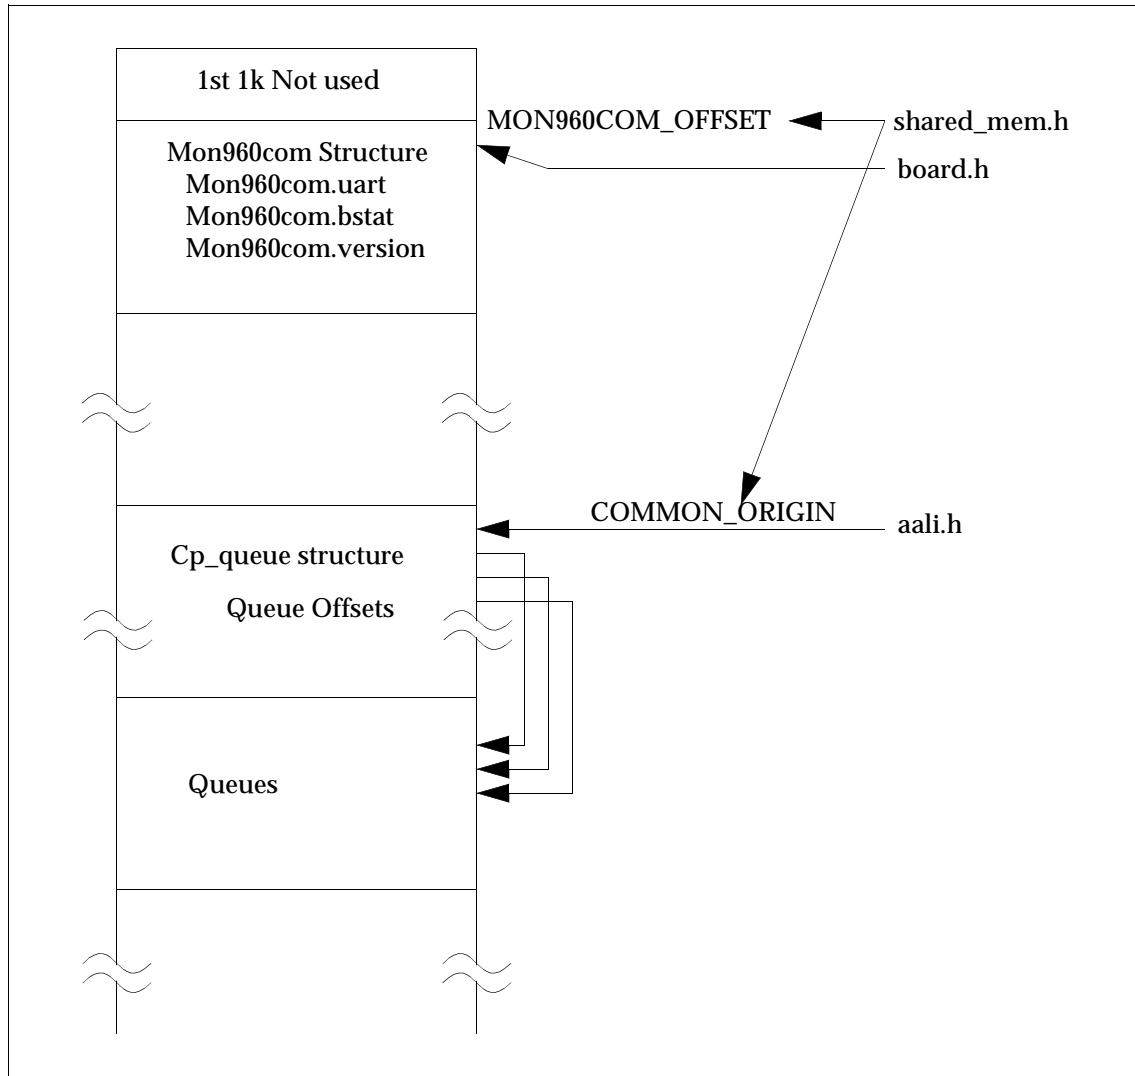 1st 1k Not used
MON960COM_OFFSET
shared_mem.h
Mon960com Structure
board.h
Mon960com.uart
Mon960com.bstat
Mon960com.version
COMMON_ORIGIN
aali.h
Cp_queue structure
Queue Offsets
Queues